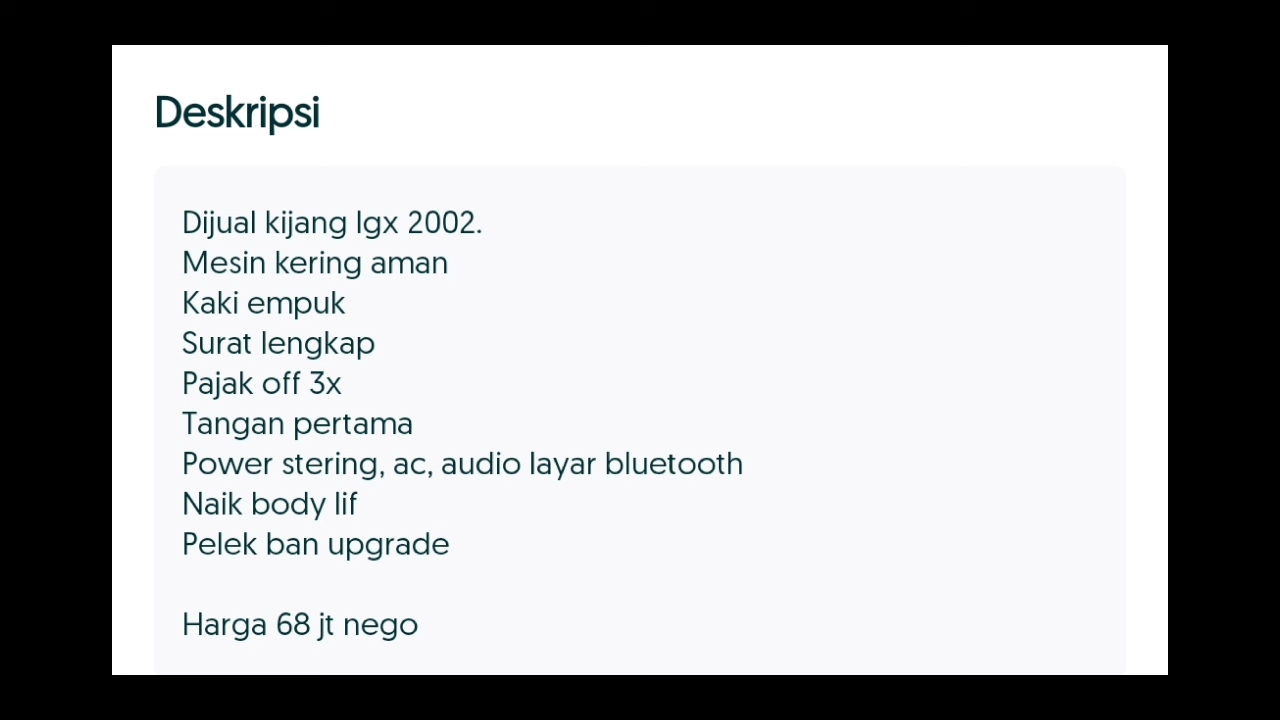 Deskripsi
Dijual kijang lgx 2002.
Mesin kering aman
Kaki empuk
Surat lengkap
Pajak off 3x
Tangan pertama
Power stering, ac, audio layar bluetooth
Naik body lif
Pelek ban upgrade
Harga 68 jt nego